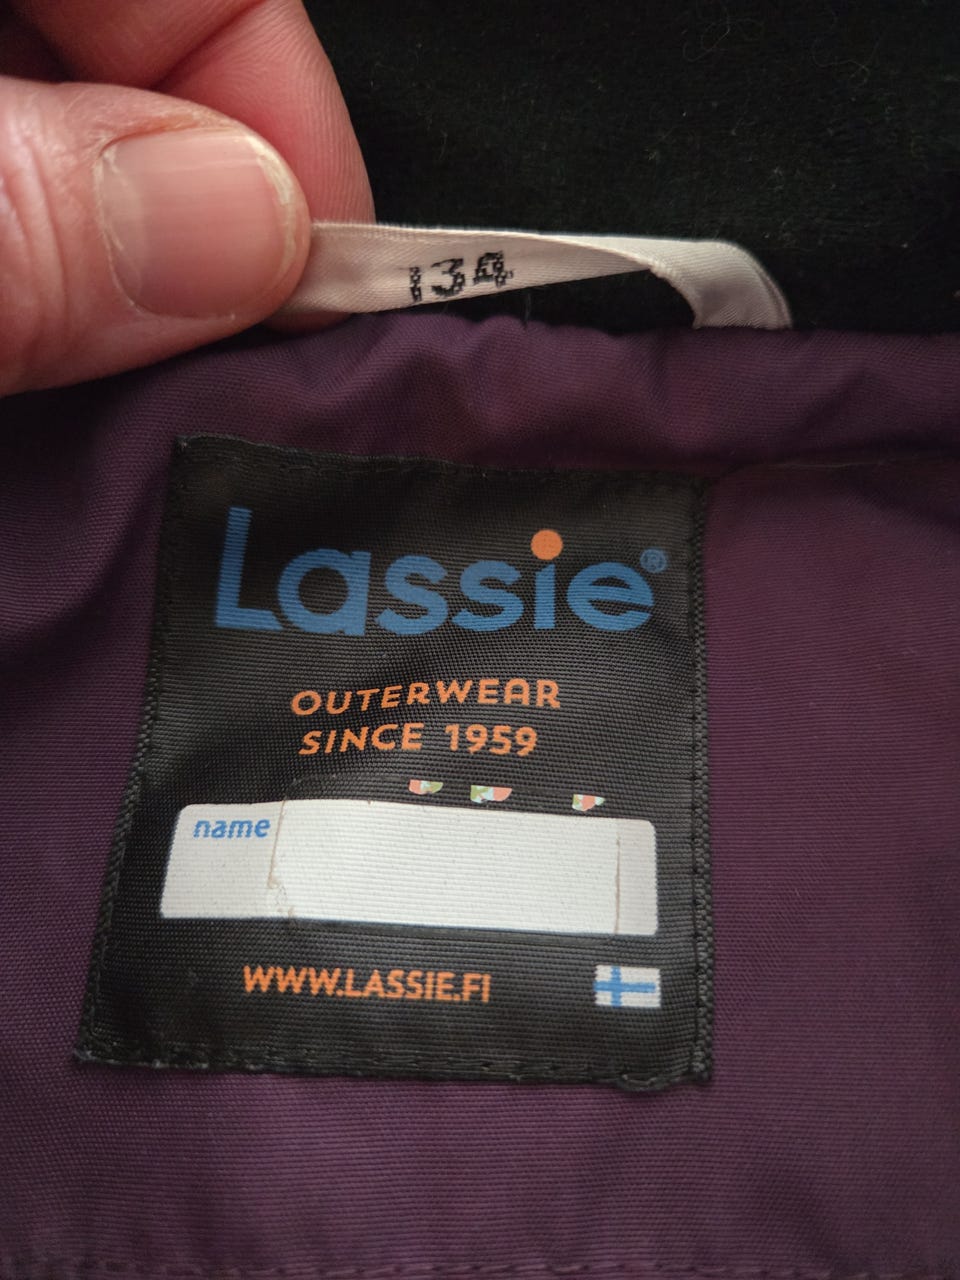 134
Lassie®
OUTERWEAR
SINCE 1959
name
WWW.LASSIE.FI